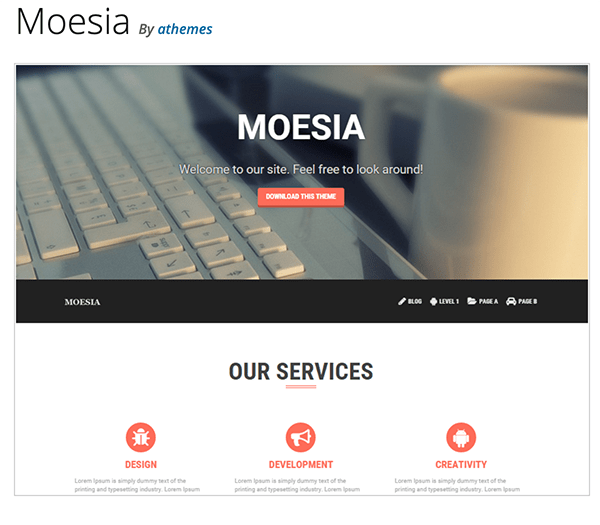 Moesia By athemes
MOESIA
Welcome to our site. Feel free to look around!
DOWNLOAD THIS THEME
MOESIA BLOG LEVEL 1 PAGE A PAGE B
OUR SERVICES
DESIGN DEVELOPMENT CREATIVITY
Lorem Ipsum is simply dummy text of the Lorem Ipsum is simply dummy text of the Lorem Ipsum is simply dummy text of the
printing and typesetting industry. Lorem Ipsum printing and typesetting industry. Lorem Ipsum printing and typesetting industry. Lorem Ipsum